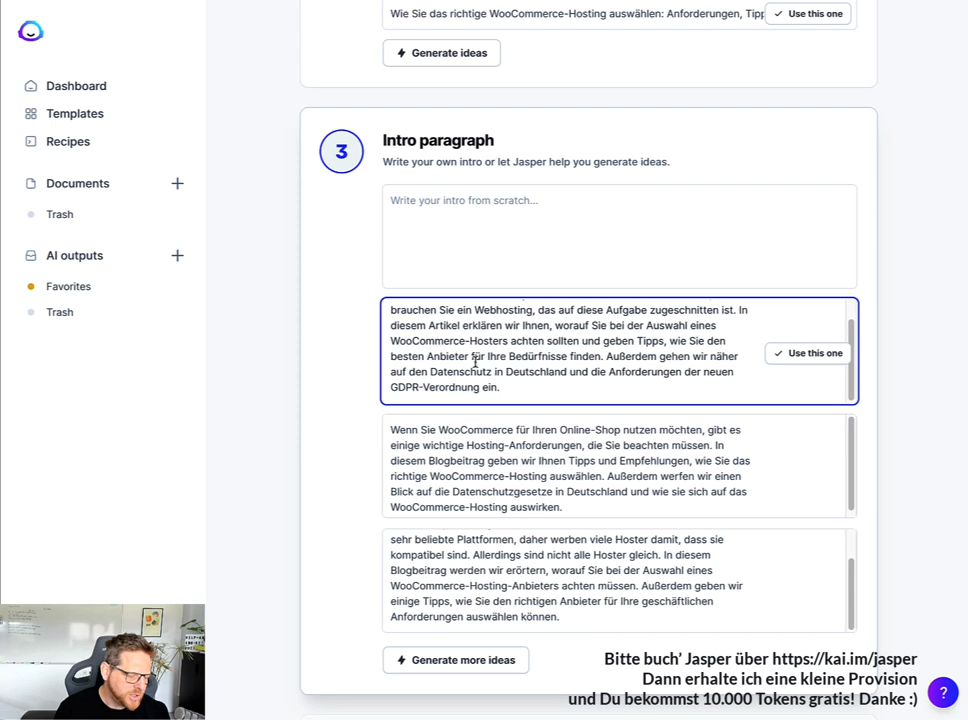 Wie Sie das richtige WooCommerce-Hosting auswählen: Anforderungen, Tipp
Use this one
Generate ideas
Dashboard
Templates
Recipes
Documents
Trash
AI outputs
Favorites
Trash
3
Intro paragraph
Write your own intro or let Jasper help you generate ideas.
Write your intro from scratch...
brauchen Sie ein Webhosting, das auf diese Aufgabe zugeschnitten ist. In
diesem Artikel erklären wir Ihnen, worauf Sie bei der Auswahl eines
WooCommerce-Hosters achten sollten und geben Tipps, wie Sie den
besten Anbieter für Ihre Bedürfnisse finden. Außerdem gehen wir näher
auf den Datenschutz in Deutschland und die Anforderungen der neuen
GDPR-Verordnung ein.
Use this one
Wenn Sie WooCommerce für Ihren Online-Shop nutzen möchten, gibt es
einige wichtige Hosting-Anforderungen, die Sie beachten müssen. In
diesem Blogbeitrag geben wir Ihnen Tipps und Empfehlungen, wie Sie das
richtige WooCommerce-Hosting auswählen. Außerdem werfen wir einen
Blick auf die Datenschutzgesetze in Deutschland und wie sie sich auf das
WooCommerce-Hosting auswirken.
sehr beliebte Plattformen, daher werben viele Hoster damit, dass sie
kompatibel sind. Allerdings sind nicht alle Hoster gleich. In diesem
Blogbeitrag werden wir erörtern, worauf Sie bei der Auswahl eines
WooCommerce-Hosting-Anbieters achten müssen. Außerdem geben wir
einige Tipps, wie Sie den richtigen Anbieter für Ihre geschäftlichen
Anforderungen auswählen können.
Generate more ideas
Bitte buch' Jasper über https://kai.im/jasper
Dann erhalte ich eine kleine Provision
und Du bekommst 10.000 Tokens gratis! Danke :)
?